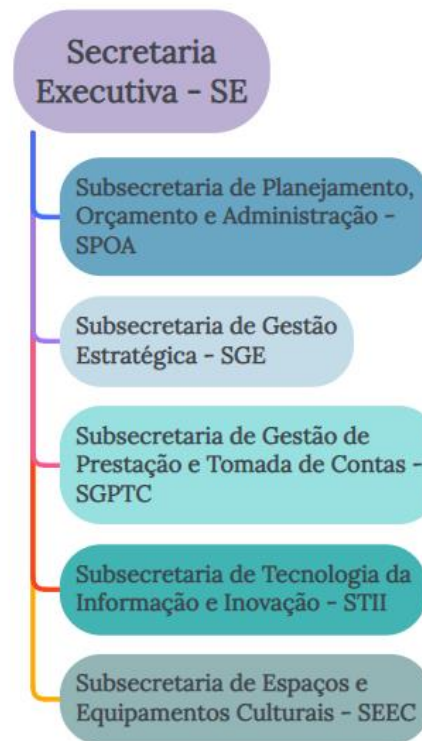 Secretaria
Executiva - SE
Subsecretaria de Planejamento,
Orçamento e Administração -
SPOA
Subsecretaria de Gestão
Estratégica - SGE
Subsecretaria de Gestão de
Prestação e Tomada de Contas -
SGPTC
Subsecretaria de Tecnologia da
Informação e Inovação - STII
Subsecretaria de Espaços e
Equipamentos Culturais - SEEC